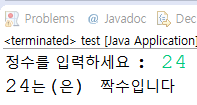 Problems @ Javadoc Dec
<terminated> test [Java Application]
정수를 입력하세요 : 24
24는(은) 짝수입니다